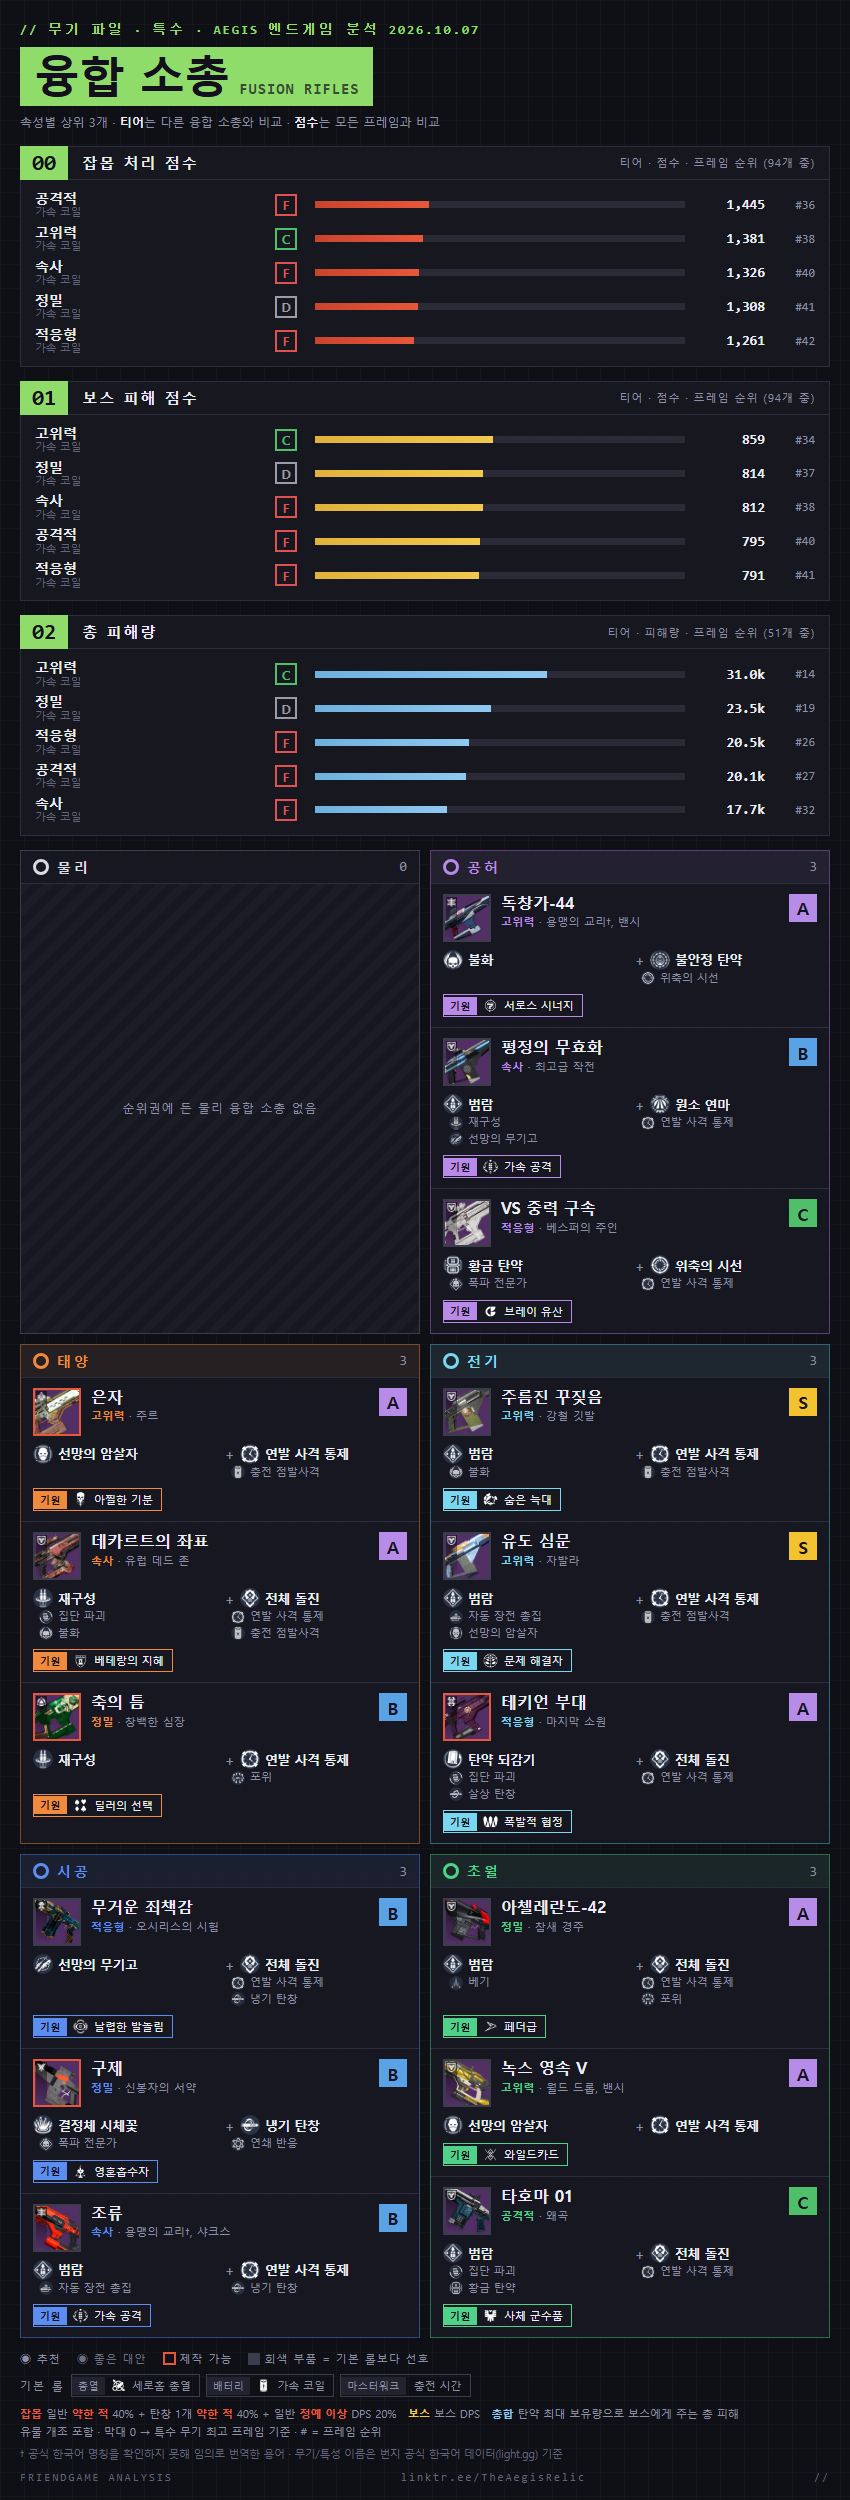 // 무기 파일 · 특수 · AEGIS 엔드게임 분석 2026.10.07
융합 소총 FUSION RIFLES
속성별 상위 3개 · 티어는 다른 융합 소총와 비교 · 점수는 모든 프레임과 비교
00 잡몹 처리 점수 티어 · 점수 · 프레임 순위 (94개 중)
공격적 F 1,445 #36
가속 코일
고위력 C 1,381 #38
가속 코일
속사 F 1,326 #40
가속 코일
정밀 D 1,308 #41
가속 코일
적응형 F 1,261 #42
가속 코일
01 보스 피해 점수 티어 · 점수 · 프레임 순위 (94개 중)
고위력 C 859 #34
가속 코일
정밀 D 814 #37
가속 코일
속사 F 812 #38
가속 코일
공격적 F 795 #40
가속 코일
적응형 F 791 #41
가속 코일
02 총 피해량 티어 · 피해량 · 프레임 순위 (51개 중)
고위력 C 31.0k #14
가속 코일
정밀 D 23.5k #19
가속 코일
적응형 F 20.5k #26
가속 코일
공격적 F 20.1k #27
가속 코일
속사 F 17.7k #32
가속 코일
물리 0
순위권에 든 물리 융합 소총 없음
공허 3
독창가-44 A
고위력 · 용맹의 교리†, 밴시
불화 + 불안정 탄약
위축의 시선
기원 서로스 시너지
평정의 무효화 B
속사 · 최고급 작전
범람 + 원소 연마
재구성 연발 사격 통제
선망의 무기고
기원 가속 공격
VS 중력 구속 C
적응형 · 베스퍼의 주인
황금 탄약 + 위축의 시선
폭파 전문가 연발 사격 통제
기원 브레이 유산
태양 3
은자 A
고위력 · 주르
선망의 암살자 + 연발 사격 통제
충전 점발사격
기원 아찔한 기분
데카르트의 좌표 A
속사 · 유럽 데드 존
재구성 + 전체 돌진
집단 파괴 연발 사격 통제
불화 충전 점발사격
기원 베테랑의 지혜
축의 틈 B
정밀 · 창백한 심장
재구성 + 연발 사격 통제
포위
기원 딜러의 선택
전기 3
주름진 꾸짖음 S
고위력 · 강철 깃발
범람 + 연발 사격 통제
불화 충전 점발사격
기원 숨은 늑대
유도 심문 S
고위력 · 자발라
범람 + 연발 사격 통제
자동 장전 총집 충전 점발사격
선망의 암살자
기원 문제 해결자
테키언 부대 A
적응형 · 마지막 소원
탄약 되감기 + 전체 돌진
집단 파괴 연발 사격 통제
살상 탄창
기원 폭발적 협정
시공 3
무거운 죄책감 B
적응형 · 오시리스의 시험
선망의 무기고 + 전체 돌진
연발 사격 통제
냉기 탄창
기원 날렵한 발놀림
구제 B
정밀 · 신봉자의 서약
결정체 시체꽃 + 냉기 탄창
폭파 전문가 연쇄 반응
기원 영혼흡수자
조류 B
속사 · 용맹의 교리†, 샤크스
범람 + 연발 사격 통제
자동 장전 총집 냉기 탄창
기원 가속 공격
초월 3
아첼레란도-42 A
정밀 · 참새 경주
범람 + 전체 돌진
베기 연발 사격 통제
포위
기원 페더급
녹스 영속 V A
고위력 · 월드 드롭, 밴시
선망의 암살자 + 연발 사격 통제
기원 와일드카드
타호마 01 C
공격적 · 왜곡
범람 + 전체 돌진
집단 파괴 연발 사격 통제
황금 탄약
기원 사체 군수품
추천 좋은 대안 제작 가능 회색 부품 = 기본 롤보다 선호
기본 롤 총열 세로홈 총열 배터리 가속 코일 마스터워크 충전 시간
잡몹 일반 약한 적 40% + 탄창 1개 약한 적 40% + 일반 정예 이상 DPS 20% 보스 보스 DPS 총합 탄약 최대 보유량으로 보스에게 주는 총 피해
유물 개조 포함 · 막대 0 → 특수 무기 최고 프레임 기준 · # = 프레임 순위
† 공식 한국어 명칭을 확인하지 못해 임의로 번역한 용어 · 무기/특성 이름은 번지 공식 한국어 데이터(light.gg) 기준
FRIENDGAME ANALYSIS linktr.ee/TheAegisRelic //